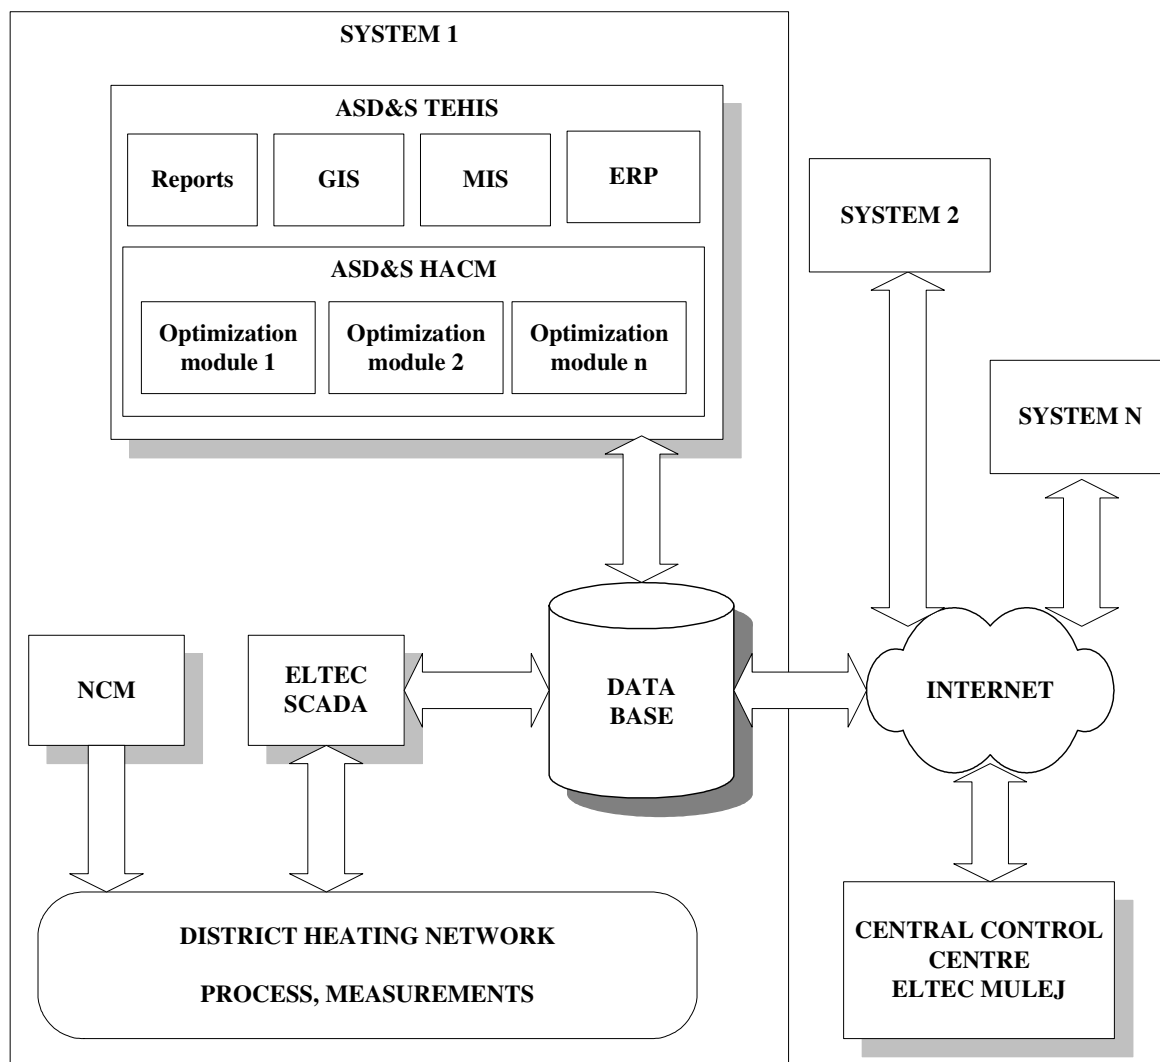 SYSTEM 1
ASD&S TEHIS
Reports
GIS
MIS
ERP
ASD&S HACM
Optimization
module 1
Optimization
module 2
Optimization
module n
SYSTEM 2
SYSTEM N
NCM
ELTEC
SCADA
DATA
BASE
INTERNET
DISTRICT HEATING NETWORK
PROCESS, MEASUREMENTS
CENTRAL CONTROL
CENTRE
ELTEC MULEJ